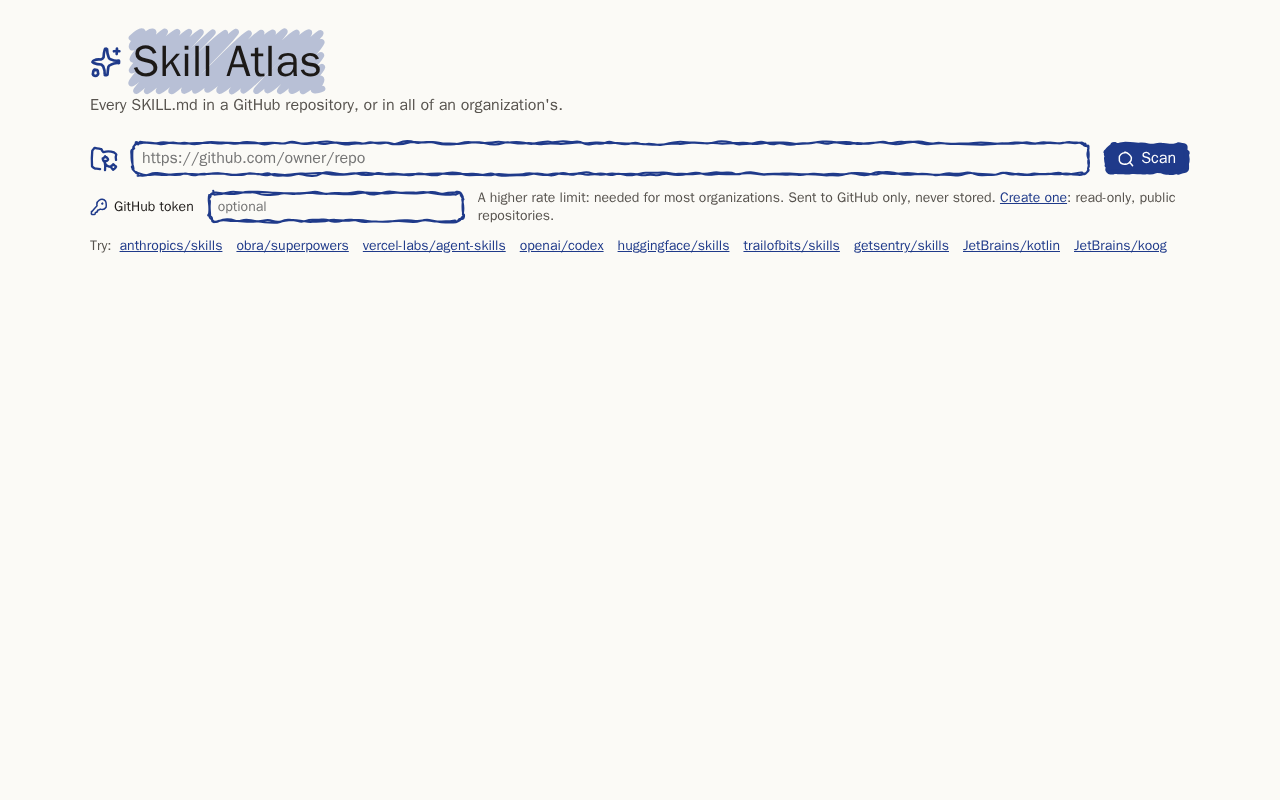 Skill Atlas
Every SKILL.md in a GitHub repository, or in all of an organization's.
https://github.com/owner/repo
Scan
GitHub token
optional
A higher rate limit: needed for most organizations. Sent to GitHub only, never stored. Create one: read-only, public
repositories.
Try: anthropics/skills obra/superpowers vercel-labs/agent-skills openai/codex huggingface/skills trailofbits/skills getsentry/skills JetBrains/kotlin JetBrains/koog